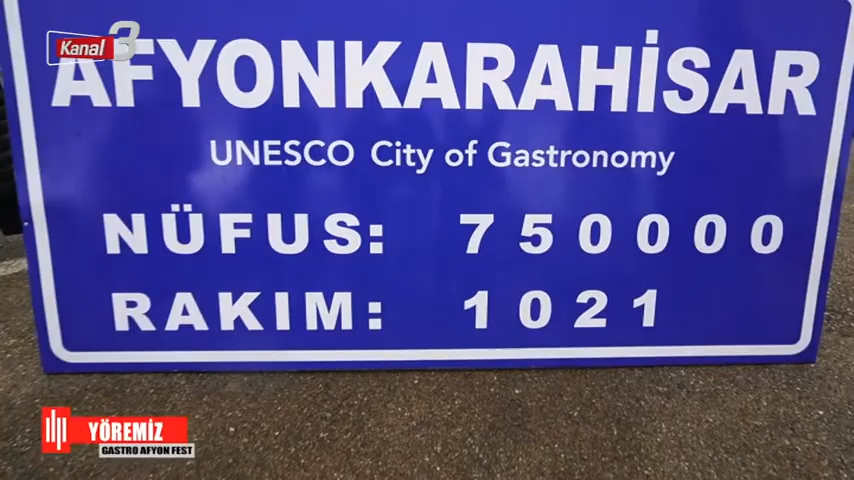 Kanal 3
AFYONKARAHİSAR
UNESCO City of Gastronomy
NÜFUS: 750000
RAKIM: 1021
YÖREMİZ
GASTRO AFYON FEST